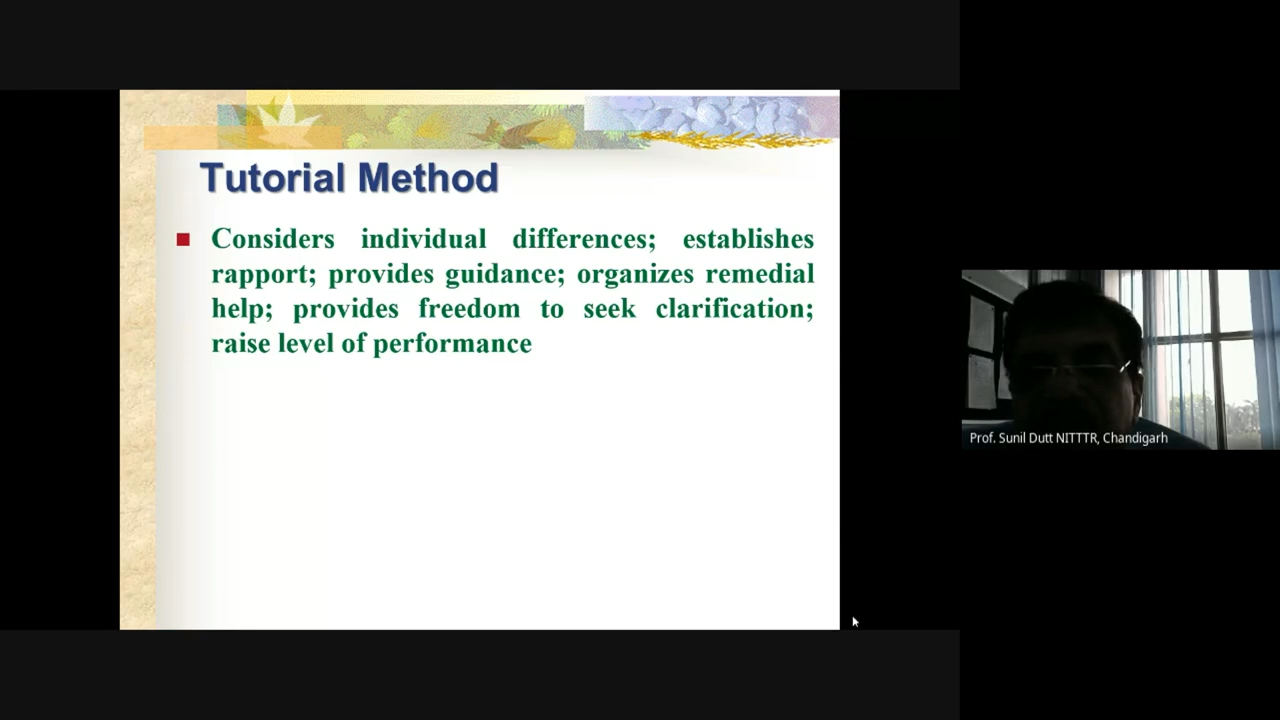 Tutorial Method
Considers individual differences; establishes
rapport; provides guidance; organizes remedial
help; provides freedom to seek clarification;
raise level of performance
Prof. Sunil Dutt NITTTR, Chandigarh